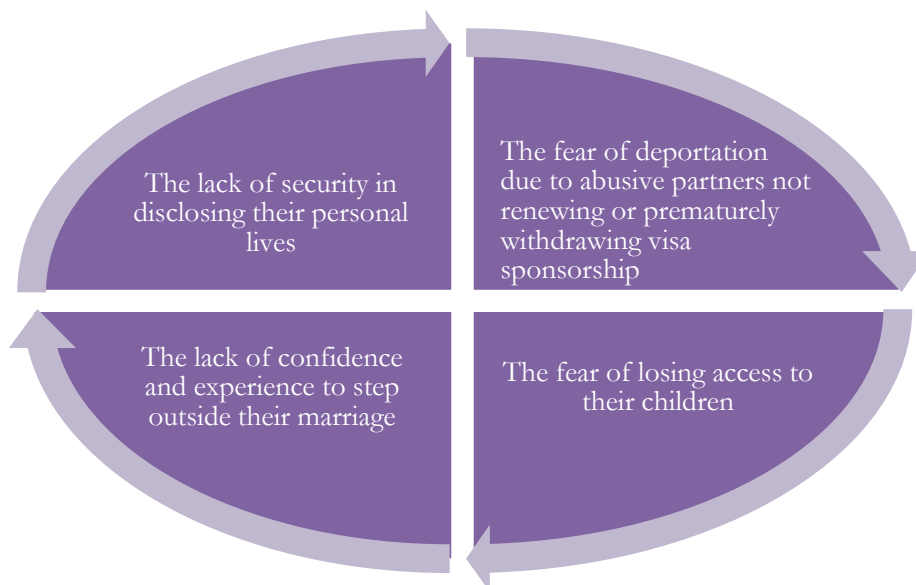 The lack of security in
disclosing their personal
lives
The fear of deportation
due to abusive partners not
renewing or prematurely
withdrawing visa
sponsorship
The lack of confidence
and experience to step
outside their marriage
The fear of losing access to
their children